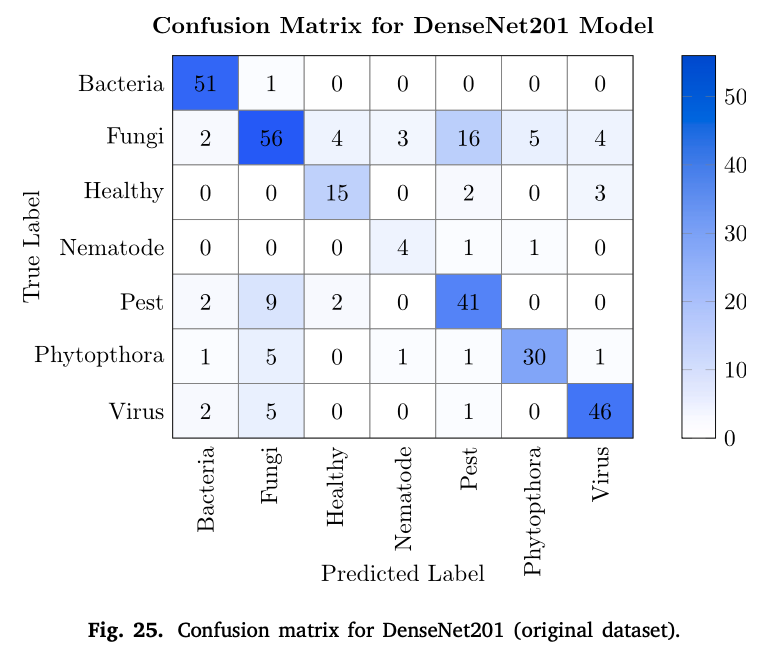 Confusion Matrix for DenseNet201 Model
Bacteria 51 1 0 0 0 0 0
Fungi 2 56 4 3 16 5 4
Healthy 0 0 15 0 2 0 3
Nematode 0 0 0 4 1 1 0
Pest 2 9 2 0 41 0 0
Phytopthora 1 5 0 1 1 30 1
Virus 2 5 0 0 1 0 46
True Label
Bacteria
Fungi
Healthy
Nematode
Pest
Phytopthora
Virus
Predicted Label
50
40
30
20
10
0
Fig. 25. Confusion matrix for DenseNet201 (original dataset).